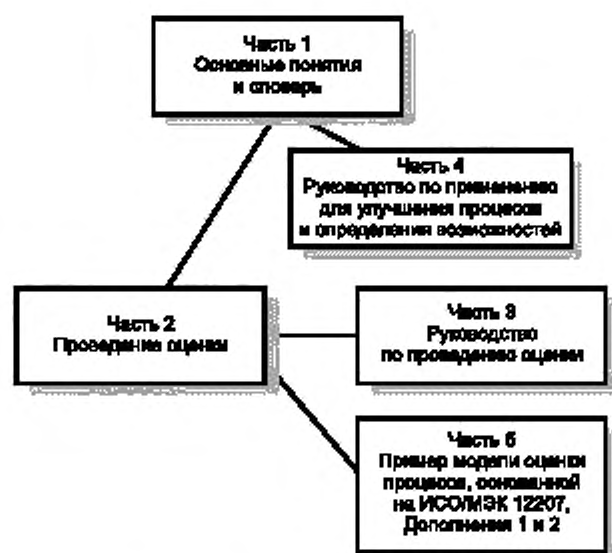 Часть 1
Основные понятия
и словарь
Часть 4
Руководство по применению
для улучшения процессов
и определения возможностей
Часть 2
Проведение оценки
Часть 3
Руководство
по проведению оценки
Часть 5
Пример модели оценки
процесса, основанной
на ИСО/МЭК 12207,
Дополнения 1 и 2